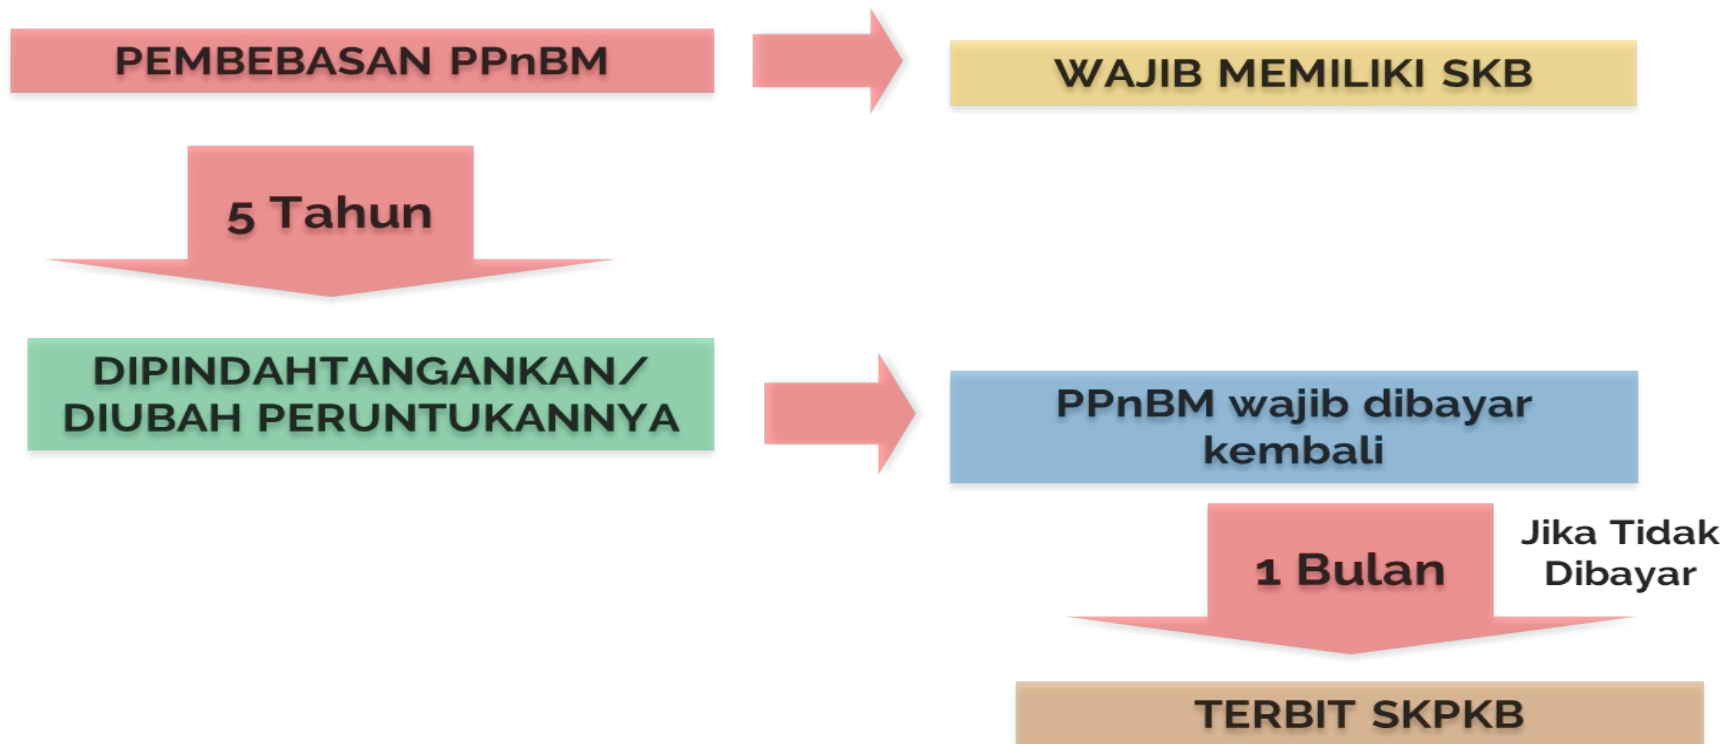 PEMBEBASAN PPnBM
WAJIB MEMILIKI SKB
5 Tahun
DIPINDAHTANGANKAN/
DIUBAH PERUNTUKANNYA
PPnBM wajib dibayar
kembali
1 Bulan
Jika Tidak
Dibayar
TERBIT SKPKB